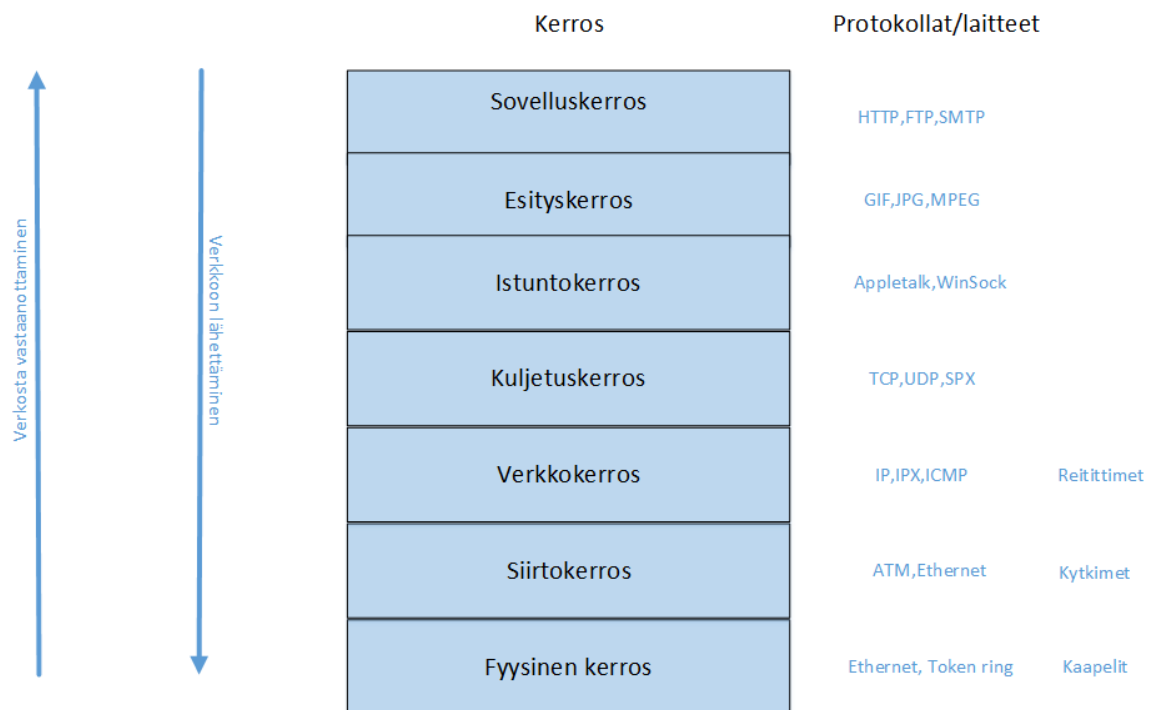 Kerros
Protokollat/laitteet
Verkosta vastaanottaminen
Verkkoon lähettäminen
Sovelluskerros
HTTP,FTP,SMTP
Esityskerros
GIF,JPG,MPEG
Istuntokerros
Appletalk,WinSock
Kuljetuskerros
TCP,UDP,SPX
Verkkokerros
IP,IPX,ICMP
Reitittimet
Siirtokerros
ATM,Ethernet
Kytkimet
Fyysinen kerros
Ethernet, Token ring
Kaapelit